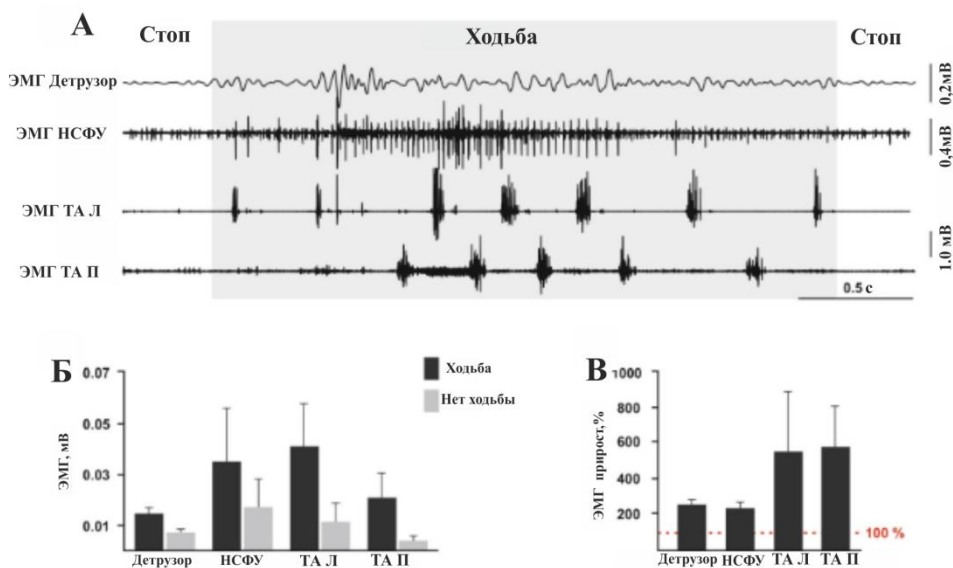 А
Стоп
Ходьба
Стоп
ЭМГ Детрузор
0,2мВ
ЭМГ НСФУ
0,4мВ
ЭМГ ТА Л
ЭМГ ТА П
1.0 мВ
0.5 с
Б
0.07
0.05
0.03
0.01
ЭМГ, мВ
Ходьба
Нет ходьбы
Детрузор НСФУ ТА Л ТА П
В
1000
800
600
400
200
ЭМГ прирост,%
100 %
Детрузор НСФУ ТА Л ТА П